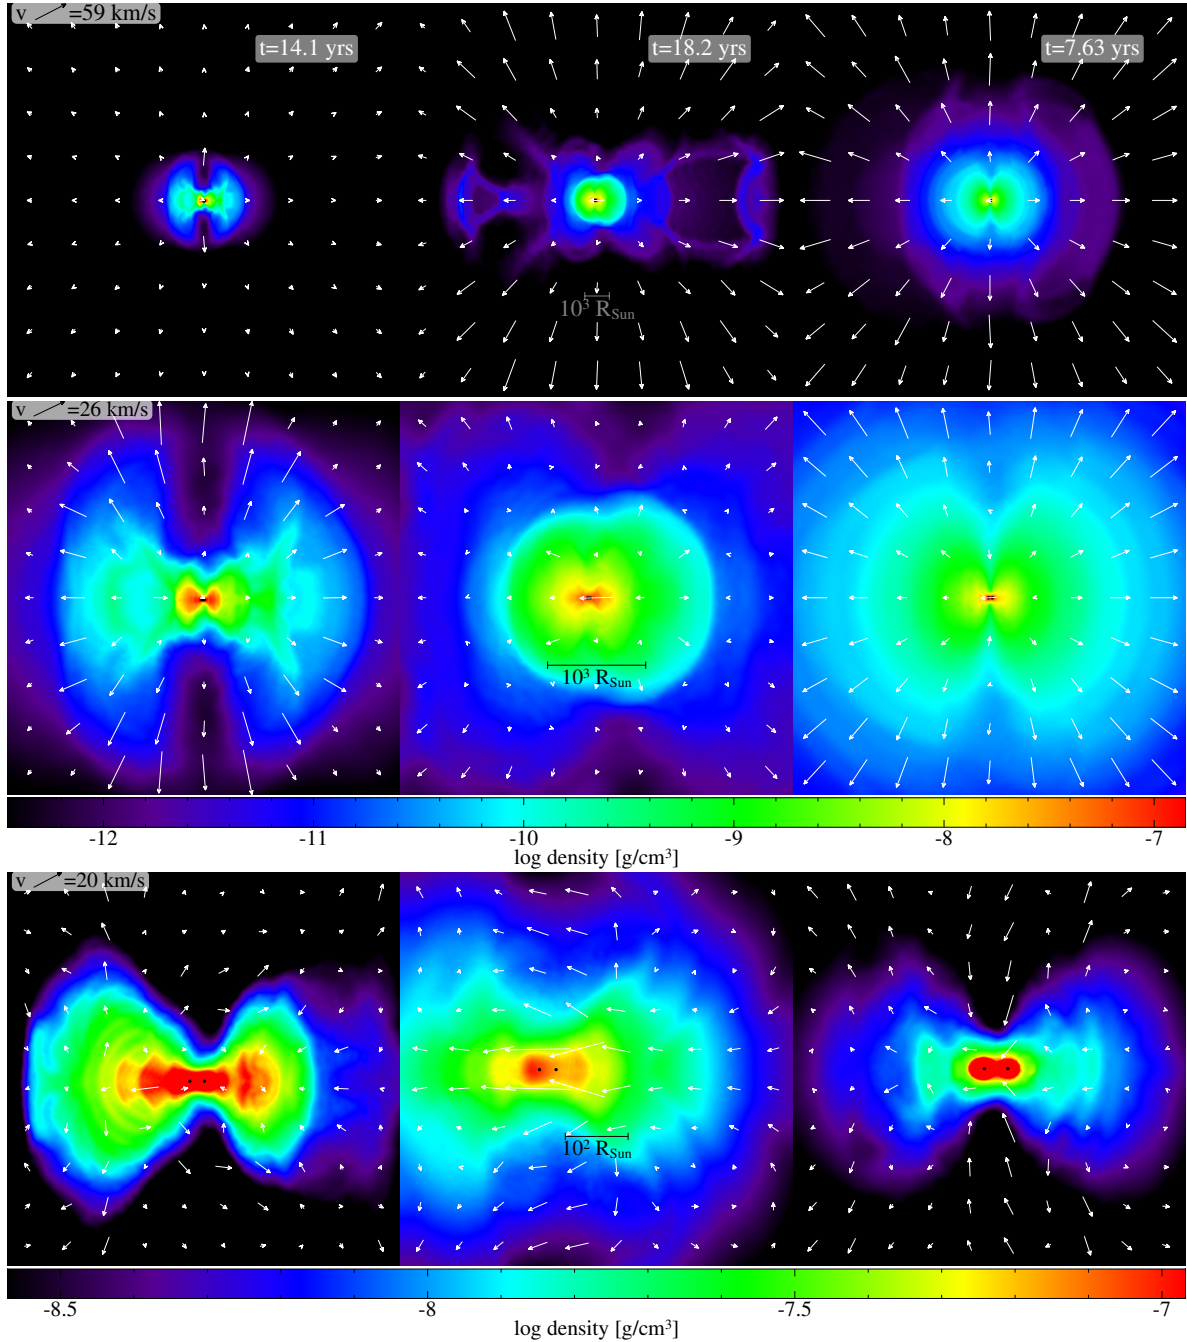 v =59 km/s
t=14.1 yrs
t=18.2 yrs
t=7.63 yrs
10³ R_Sun
v =26 km/s
10³ R_Sun
-12 -11 -10 -9 -8 -7
log density [g/cm³]
v =20 km/s
10² R_Sun
-8.5 -8 -7.5 -7
log density [g/cm³]